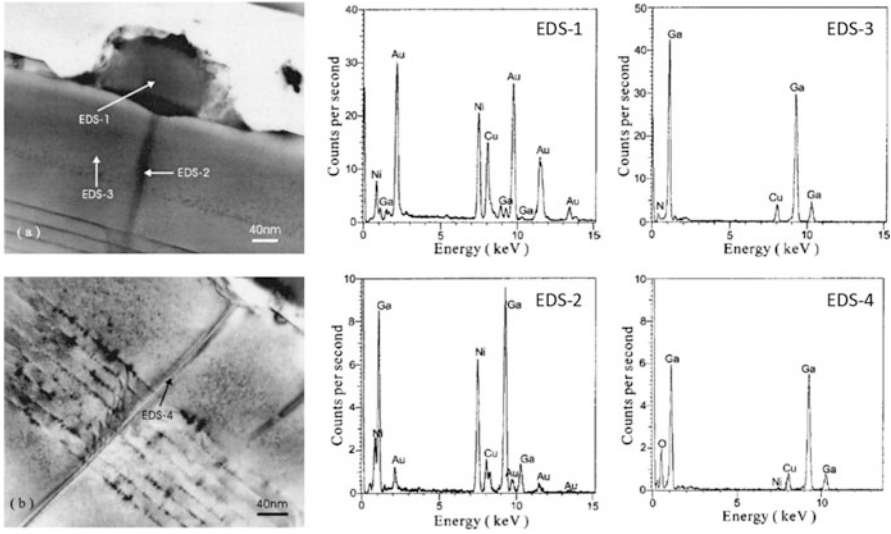 EDS-1
EDS-3
EDS-2
( a )
40nm
EDS-1
Counts per second
40
30
20
10
0
Ni
Ga
Au
Ni
Cu
Ga
Ga
Au
Ga
Au
Au
0
5
10
15
Energy ( keV )
EDS-3
Counts per second
50
40
30
20
10
0
N
Ga
Cu
Ga
Ga
0
5
10
15
Energy ( keV )
EDS-4
( b )
40nm
EDS-2
Counts per second
10
8
6
4
2
0
Ni
Ga
Au
Ni
Cu
Ga
Au
Ga
Au
Au
0
5
10
15
Energy ( keV )
EDS-4
Counts per second
10
8
6
4
2
0
O
Ga
Ni
Cu
Ga
Ga
0
5
10
Energy ( keV )